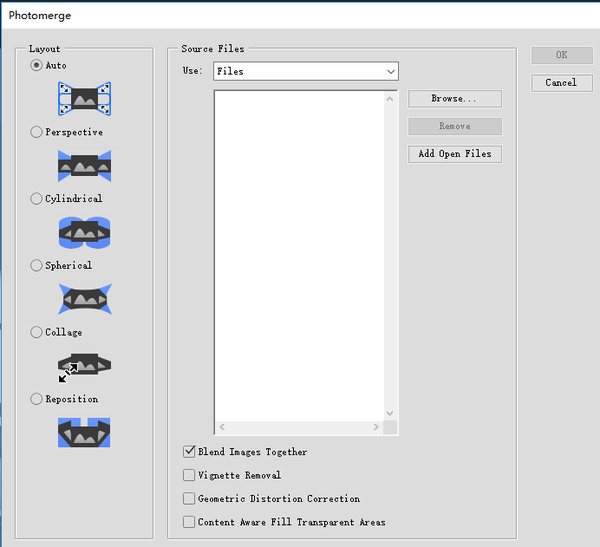 Photomerge
Layout
Auto
Perspective
Cylindrical
Spherical
Collage
Reposition
Source Files
Use: Files
Browse...
Remove
Add Open Files
Blend Images Together
Vignette Removal
Geometric Distortion Correction
Content Aware Fill Transparent Areas
OK
Cancel